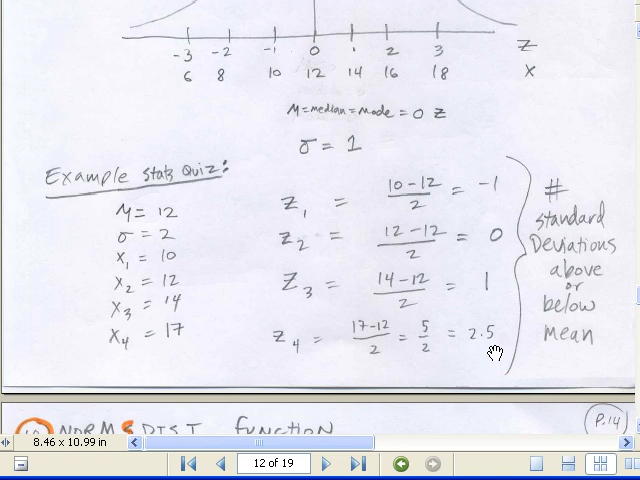 -3 -2 -1 0 1 2 3 Z
6 8 10 12 14 16 18 X
M=median=mode=0 Z
σ = 1
Example Stats Quiz:
M = 12
σ = 2
x1 = 10
x2 = 12
x3 = 14
x4 = 17
Z1 = 10-12/2 = -1
Z2 = 12-12/2 = 0
Z3 = 14-12/2 = 1
Z4 = 17-12/2 = 5/2 = 2.5
#
standard
Deviations
above
or
below
mean
P.14
NORMSDIST function
8.46 x 10.99 in
12 of 19